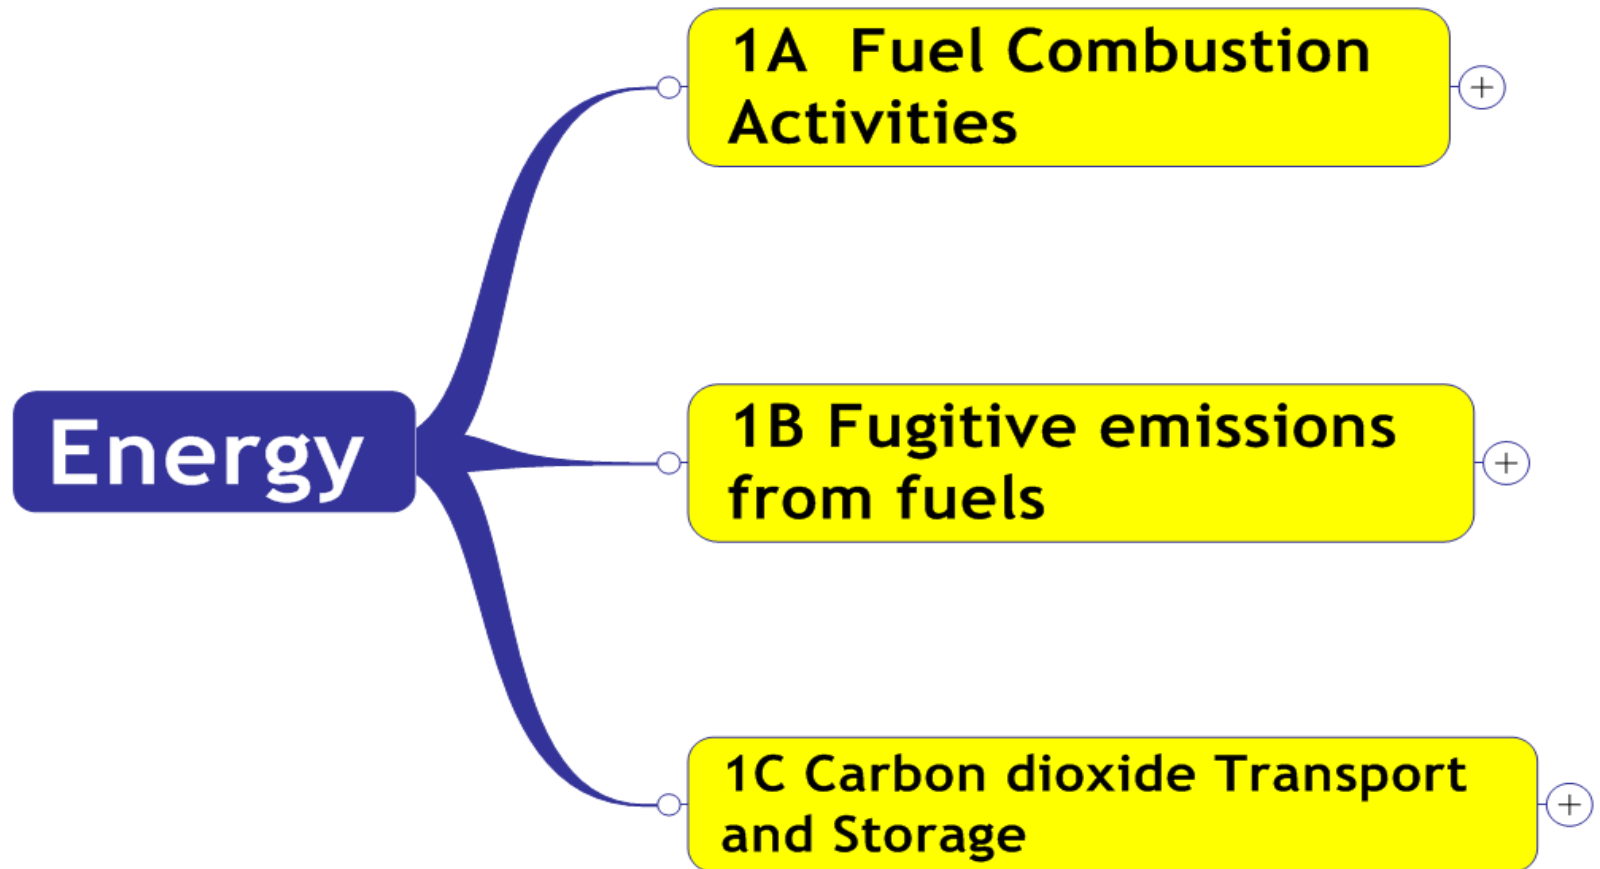 1A  Fuel Combustion
Activities
Energy
1B Fugitive emissions
from fuels
1C Carbon dioxide Transport
and Storage